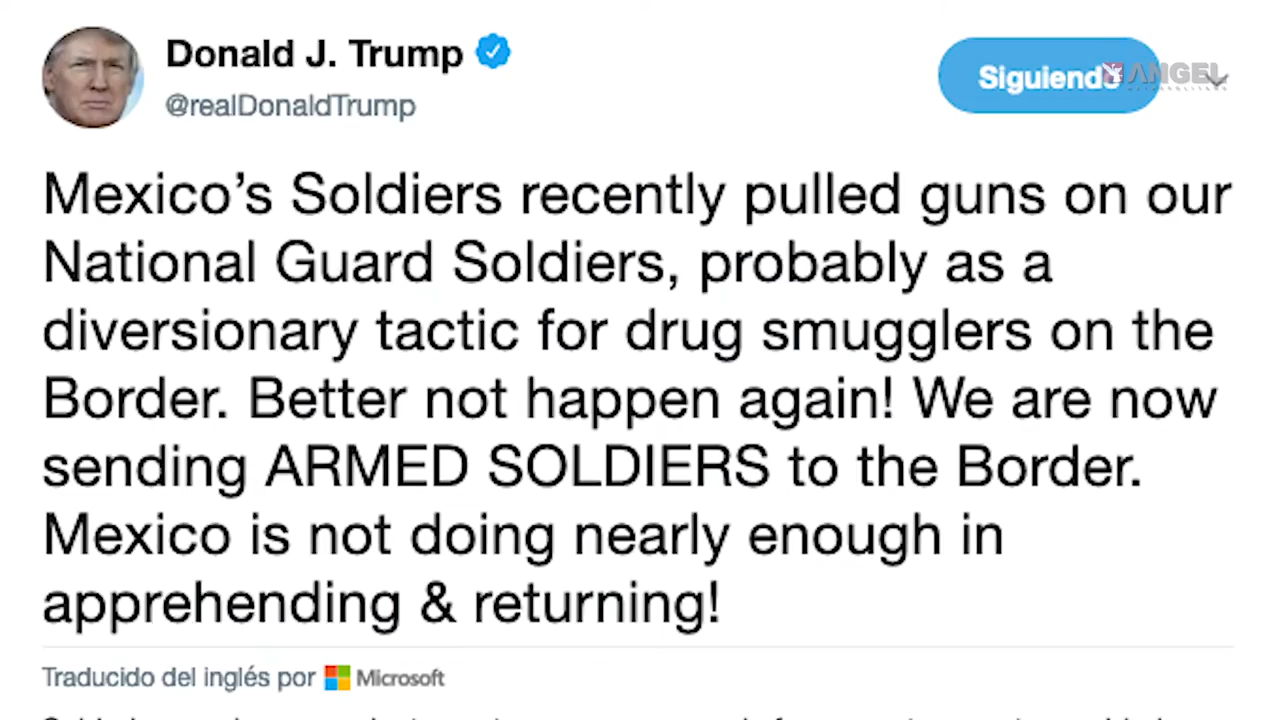 Donald J. Trump
@realDonaldTrump
Siguiendo
ANGEL
METROPOLITANO
Mexico’s Soldiers recently pulled guns on our
National Guard Soldiers, probably as a
diversionary tactic for drug smugglers on the
Border. Better not happen again! We are now
sending ARMED SOLDIERS to the Border.
Mexico is not doing nearly enough in
apprehending & returning!
Traducido del inglés por Microsoft